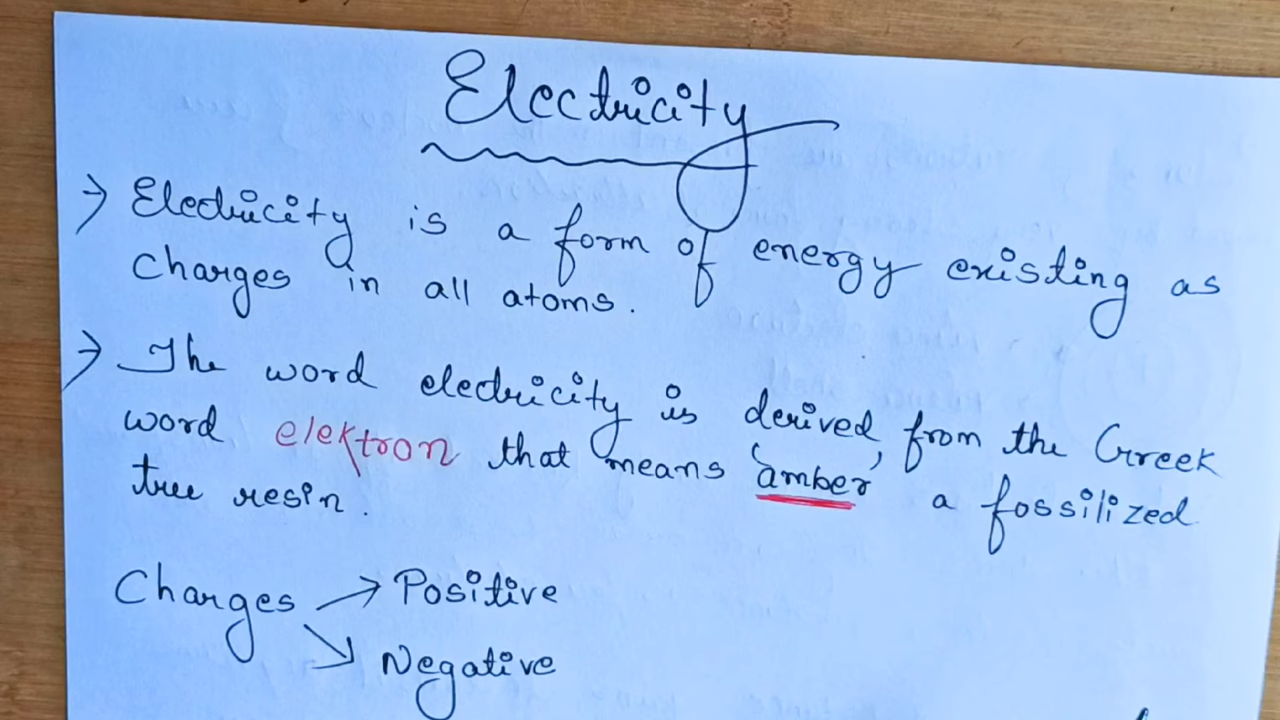 Electricity
→ Electricity is a form of energy existing as
charges in all atoms.
→ The word electricity is derived from the Greek
word elektron that means 'amber' a fossilized
tree resin.
Charges → Positive
↘ Negative